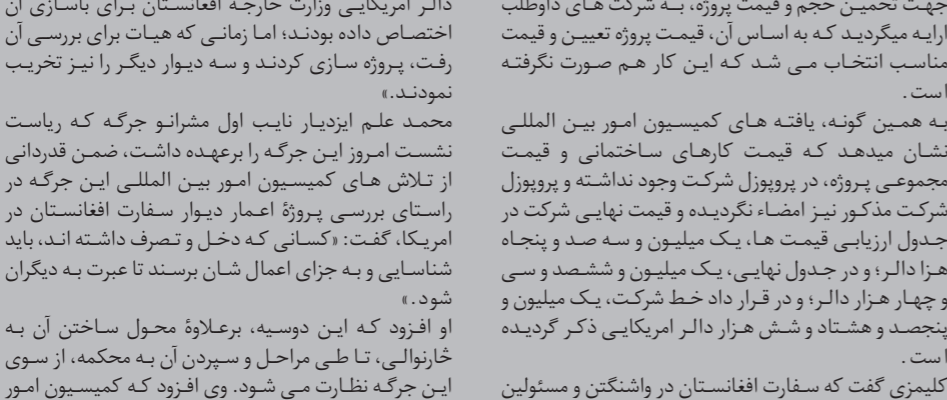 جهت تخمین حجم و قیمت پروژه، به شرکت های داوطلب
ارایه میگردید که به اساس آن، قیمت پروژه تعیین و قیمت
مناسب انتخاب می شد که این کار هم صورت نگرفته
است.
به همین گونه، یافته های کمیسیون امور بین المللی
نشان میدهد که قیمت کارهای ساختمانی و قیمت
مجموعی پروژه، در پروپوزل شرکت وجود نداشته و پروپوزل
شرکت مذکور نیز امضاء نگردیده و قیمت نهایی شرکت در
جدول ارزیابی قیمت ها، یک میلیون و سه صد و پنجاه
هزا دالر؛ و در جدول نهایی، یک میلیون و ششصد و سی
و چهار هزار دالر؛ و در قرار داد خط شرکت، یک میلیون و
پنجصد و هشتاد و شش هزار دالر امریکایی ذکر گردیده
است.
کلیمزی گفت که سفارت افغانستان در واشنگتن و مسئولین
دالر امریکایی وزارت خارجه افغانستان برای باسازی آن
اختصاص داده بودند؛ اما زمانی که هیات برای بررسی آن
رفت، پروژه سازی کردند و سه دیوار دیگر را نیز تخریب
نمودند.»
محمد علم ایزدیار نایب اول مشرانو جرگه که ریاست
نشست امروز این جرگه را برعهده داشت، ضمن قدردانی
از تلاش های کمیسیون امور بین المللی این جرگه در
راستای بررسی پروژهٔ اعمار دیوار سفارت افغانستان در
امریکا، گفت: «کسانی که دخل و تصرف داشته اند، باید
شناسایی و به جزای اعمال شان برسند تا عبرت به دیگران
شود.»
او افزود که این دوسیه، برعلاوهٔ محول ساختن آن به
څارنوالی، تا طی مراحل و سپردن آن به محکمه، از سوی
این جرگه نظارت می شود. وی افزود که کمیسیون امور